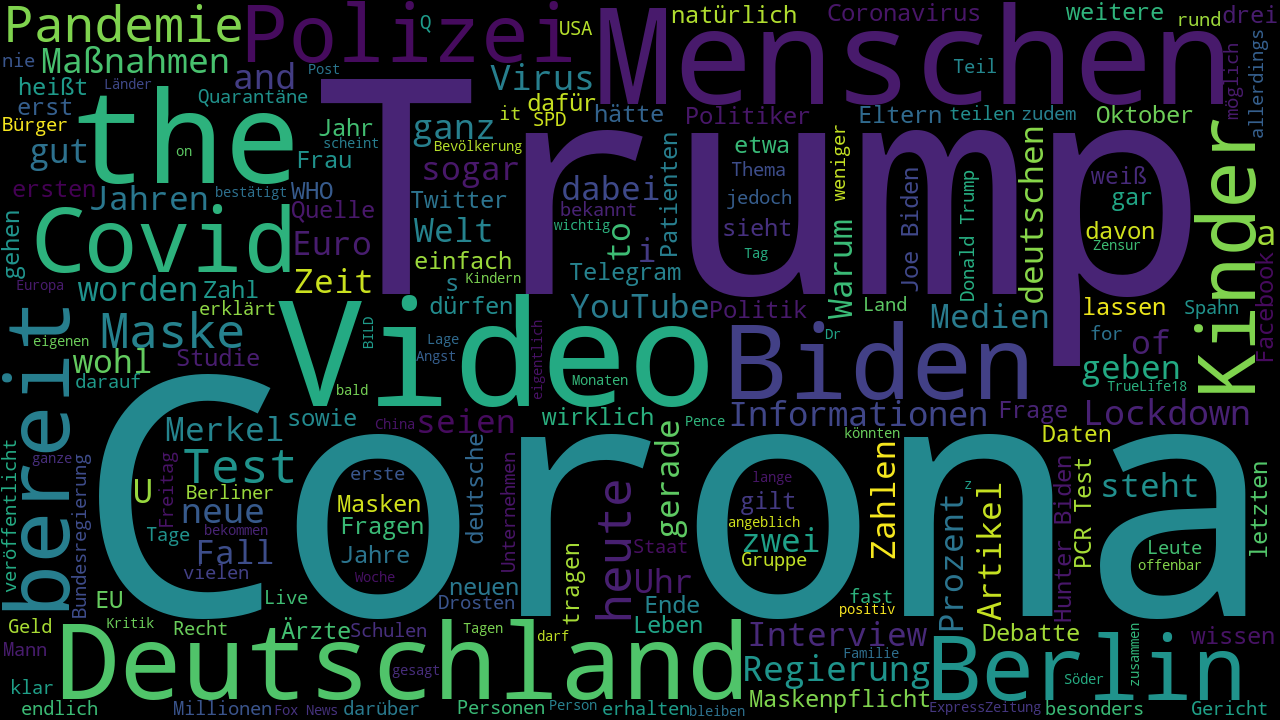 Pandemie
Polizei
USA
Q
Menschen
natürlich
Coronavirus
weitere
rund
drei
nie
Maßnahmen
and
Post
Virus
Teil
möglich
allerdings
heißt
Länder
Quarantäne
Trump
dafür
hätte
Politiker
Eltern
teilen
zudem
Oktober
erst
Bürger
the
on
Jahr
scheint
ganz
it
SPD
Bevölkerung
gut
Frau
sogar
dabei
Patienten
etwa
Thema
weniger
deutschen
weiß
gar
Kinder
ersten
Jahren
bestätigt
WHO
Quelle
Twitter
bekannt
jedoch
Joe Biden
Donald Trump
gehen
Covid
Euro
Welt
wichtig
to
i
sieht
Tag
Warum
davon
Zensur
a
einfach
Telegram
Europa
worden
Zahl
Zeit
s
Kindern
Facebook
erklärt
dürfen
YouTube
Politik
Land
Medien
lassen
Spahn
bereit
eigenen
Maske
BILD
Video
Lage
Angst
eigentlich
Biden
Dr
for
of
wohl
Studie
darauf
bald
Monaten
geben
TrueLife18
sowie
China
seien
wirklich
Informationen
Pence
Frage
Lockdown
Merkel
Corona
könnten
Daten
veröffentlicht
ganze
Bundesregierung
Test
Freitag
erste
deutsche
Unternehmen
heute
gerade
lange
gilt
Zahlen
z
steht
letzten
U
Berliner
Masken
angeblich
neue
bekommen
Fragen
zwei
Prozent
Artikel
Hunter Biden
PCR Test
Leute
Tage
Fall
Jahre
Staat
Gruppe
offenbar
vielen
Woche
tragen
Uhr
EU
Live
neuen
Drosten
Ende
fast
positiv
Geld
Kritik
Recht
Ärzte
Schulen
Tagen
darf
Leben
Interview
Debatte
zusammen
wissen
Mann
Deutschland
gesagt
Familie
Regierung
Berlin
klar
Söder
endlich
Millionen
Fox News
darüber
Personen
Person
erhalten
bleiben
Maskenpflicht
ExpressZeitung
besonders
Gericht